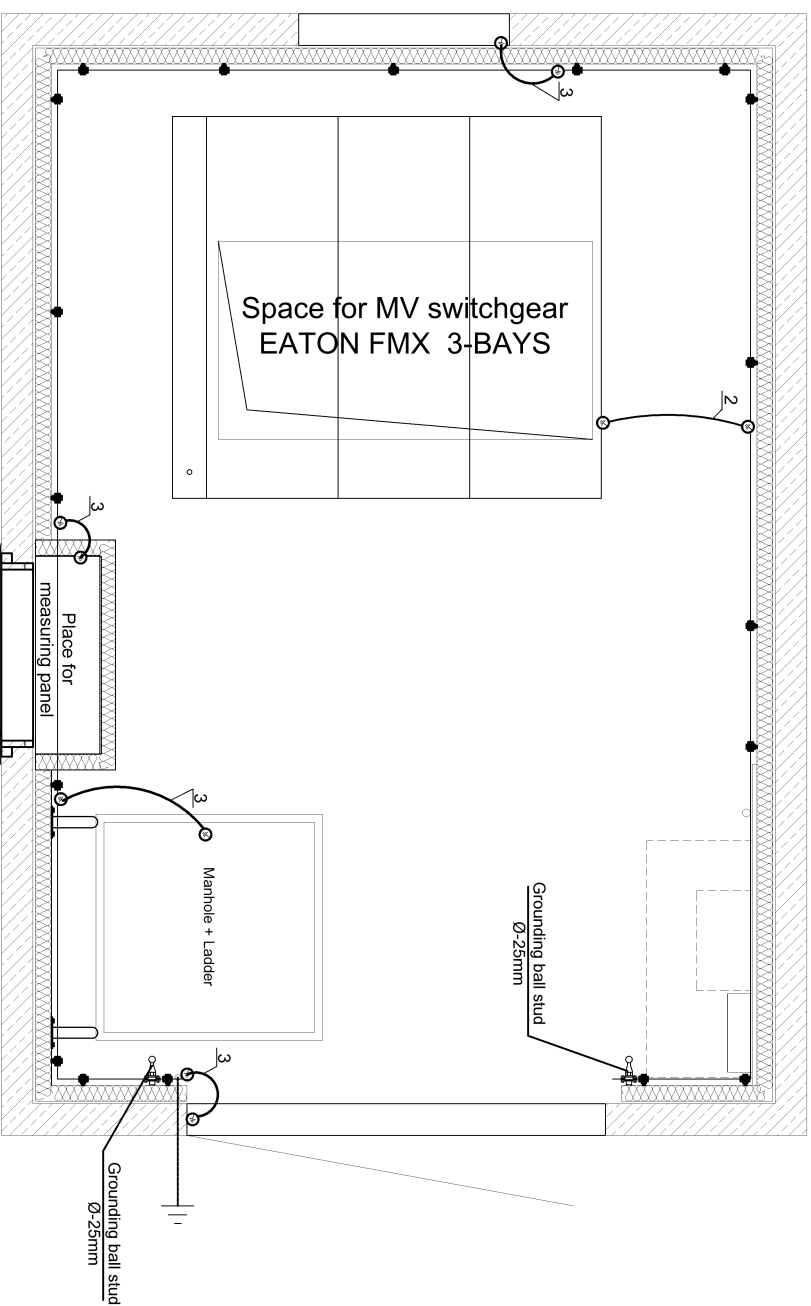 3
Space for MV switchgear
EATON FMX 3-BAYS
2
3
Place for
measuring panel
3
Manhole + Ladder
Grounding ball stud
Ø-25mm
3
Grounding ball stud
Ø-25mm